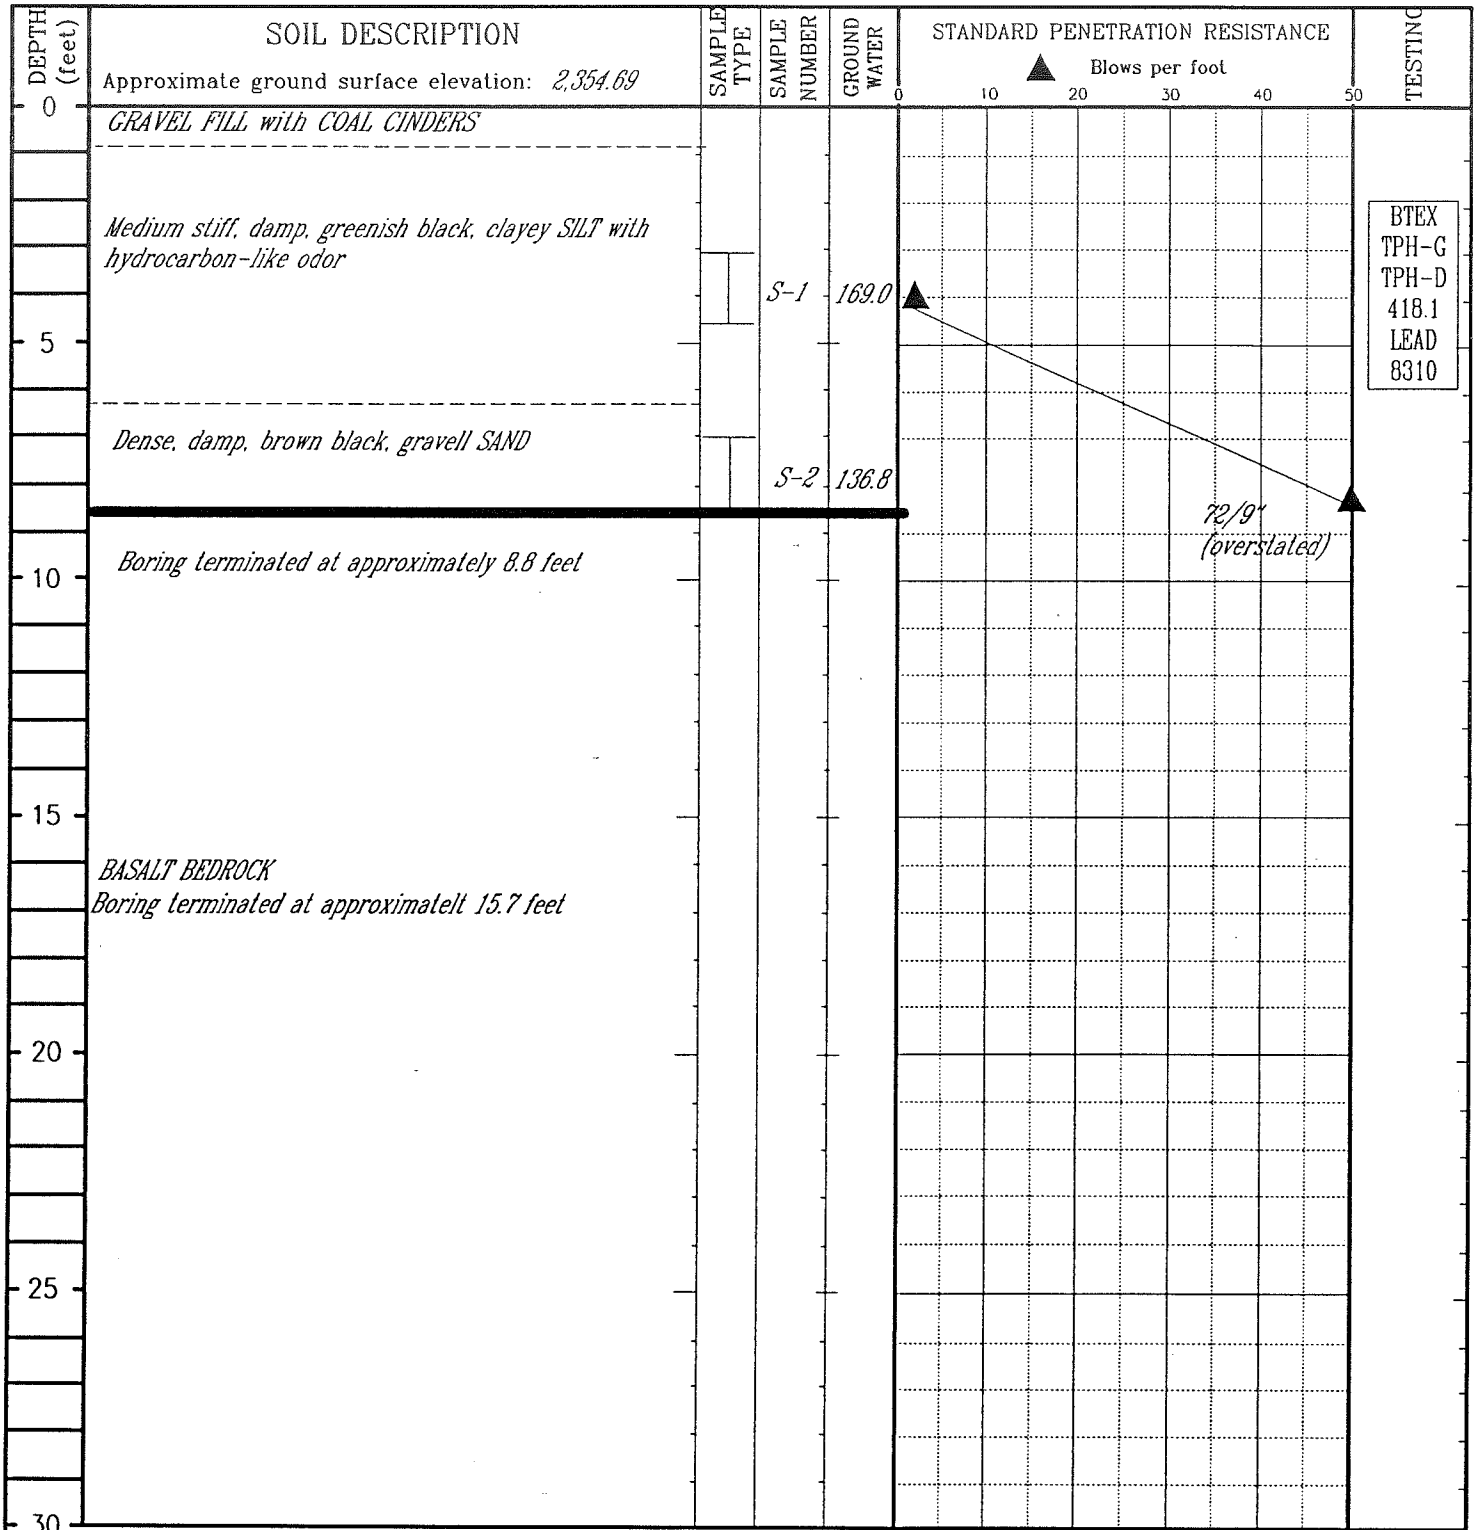 DEPTH
(feet)
SOIL DESCRIPTION
Approximate ground surface elevation: 2,354.69
SAMPLE
TYPE
SAMPLE
NUMBER
GROUND
WATER
STANDARD PENETRATION RESISTANCE
▲ Blows per foot
0 10 20 30 40 50
TESTING
0
GRAVEL FILL with COAL CINDERS
Medium stiff, damp, greenish black, clayey SILT with
hydrocarbon-like odor
S-1 169.0
BTEX
TPH-G
TPH-D
418.1
LEAD
8310
5
Dense, damp, brown black, gravell SAND
S-2 136.8
72/9"
(overstated)
Boring terminated at approximately 8.8 feet
10
15
BASALT BEDROCK
Boring terminated at approximatelt 15.7 feet
20
25
30